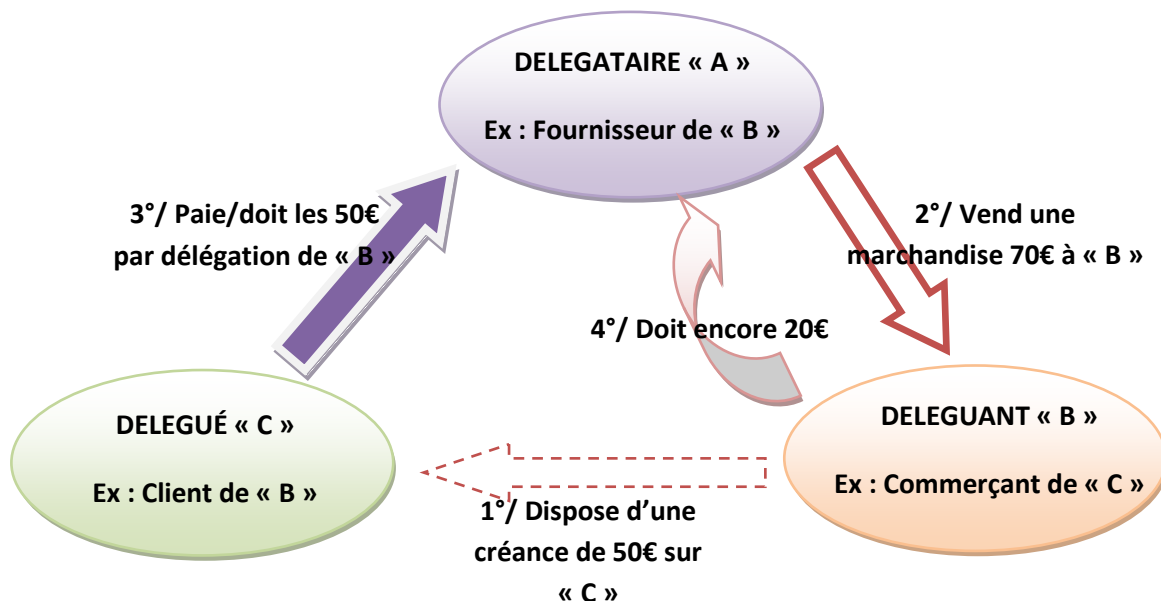 DELEGATAIRE « A »
Ex : Fournisseur de « B »
3°/ Paie/doit les 50€
par délégation de « B »
2°/ Vend une
marchandise 70€ à « B »
4°/ Doit encore 20€
DELEGUÉ « C »
Ex : Client de « B »
DELEGUANT « B »
Ex : Commerçant de « C »
1°/ Dispose d’une
créance de 50€ sur
« C »